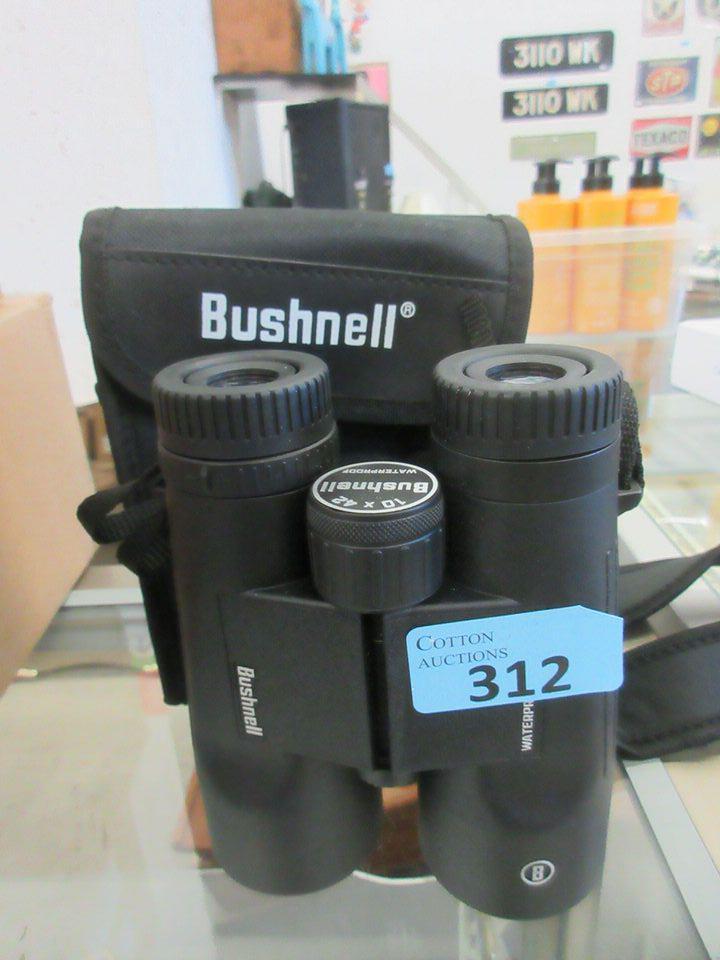 3110 WK
3110 WK
STP
TEXACO
Bushnell®
WATERPROOF
Bushnell
10 x 42
COTTON
AUCTIONS
312
Bushnell
WATERPR
B